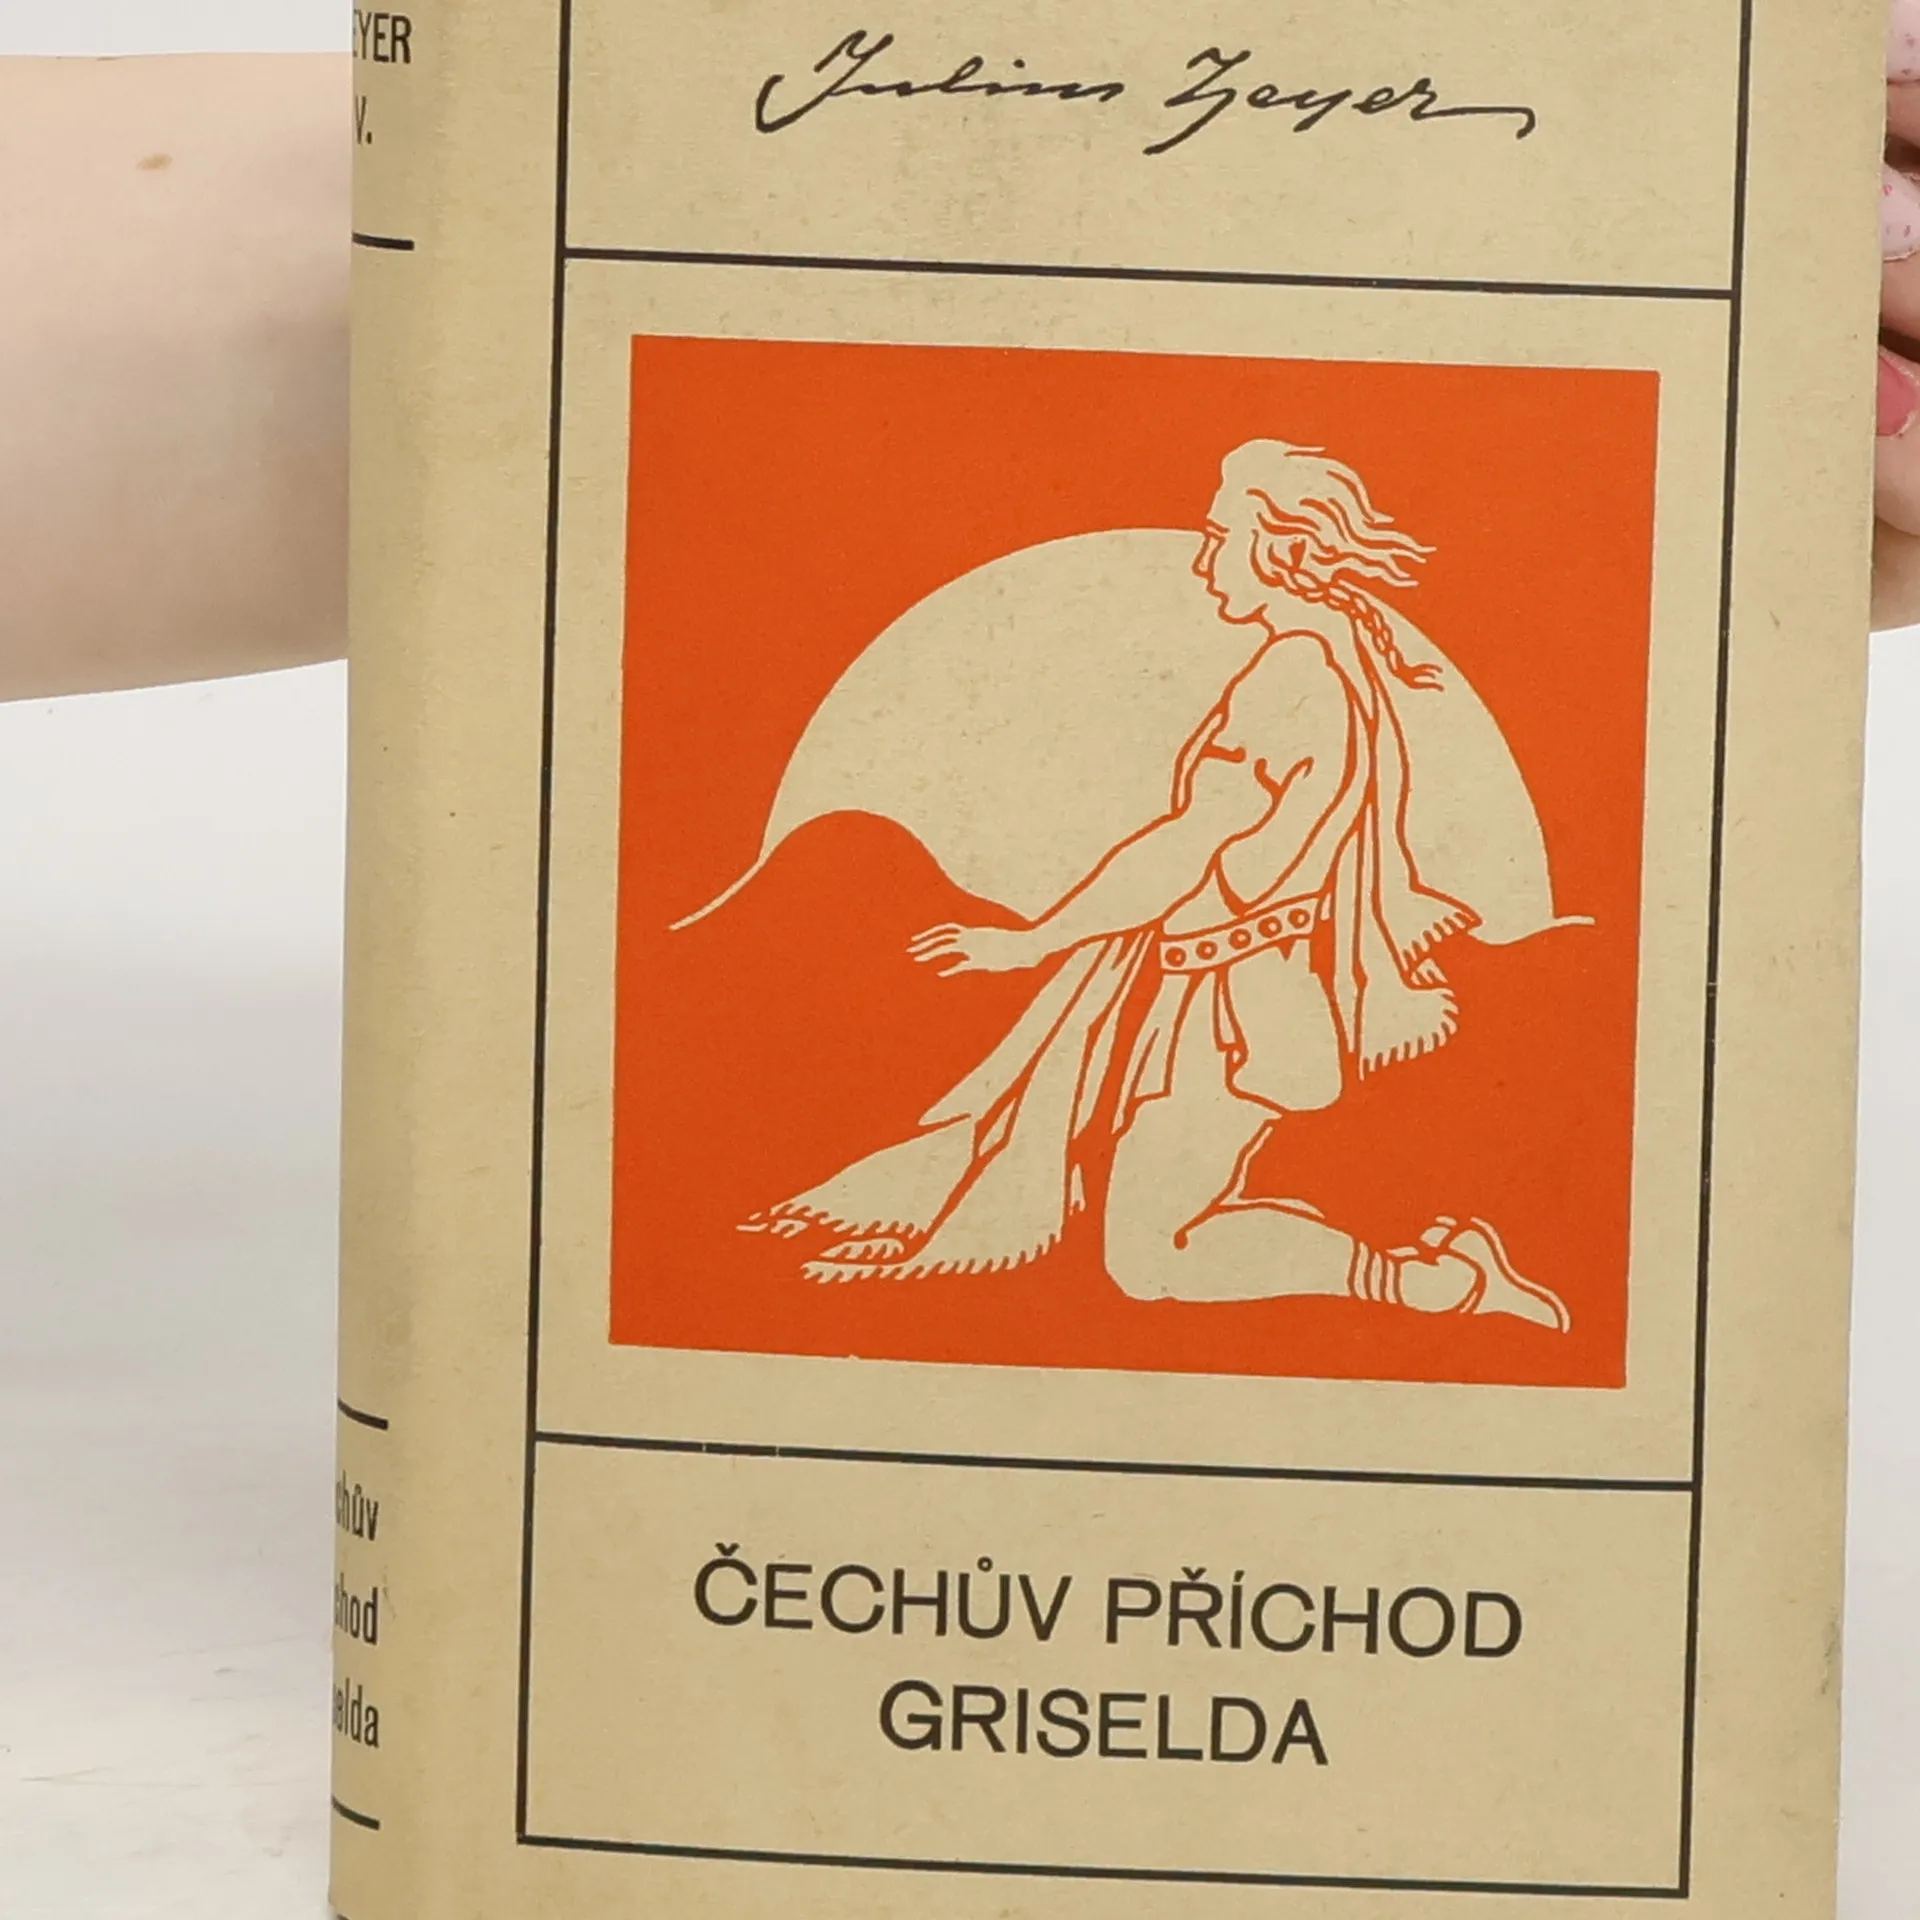 V.
Julius Zeyer
ČECHŮV PŘÍCHOD
GRISELDA